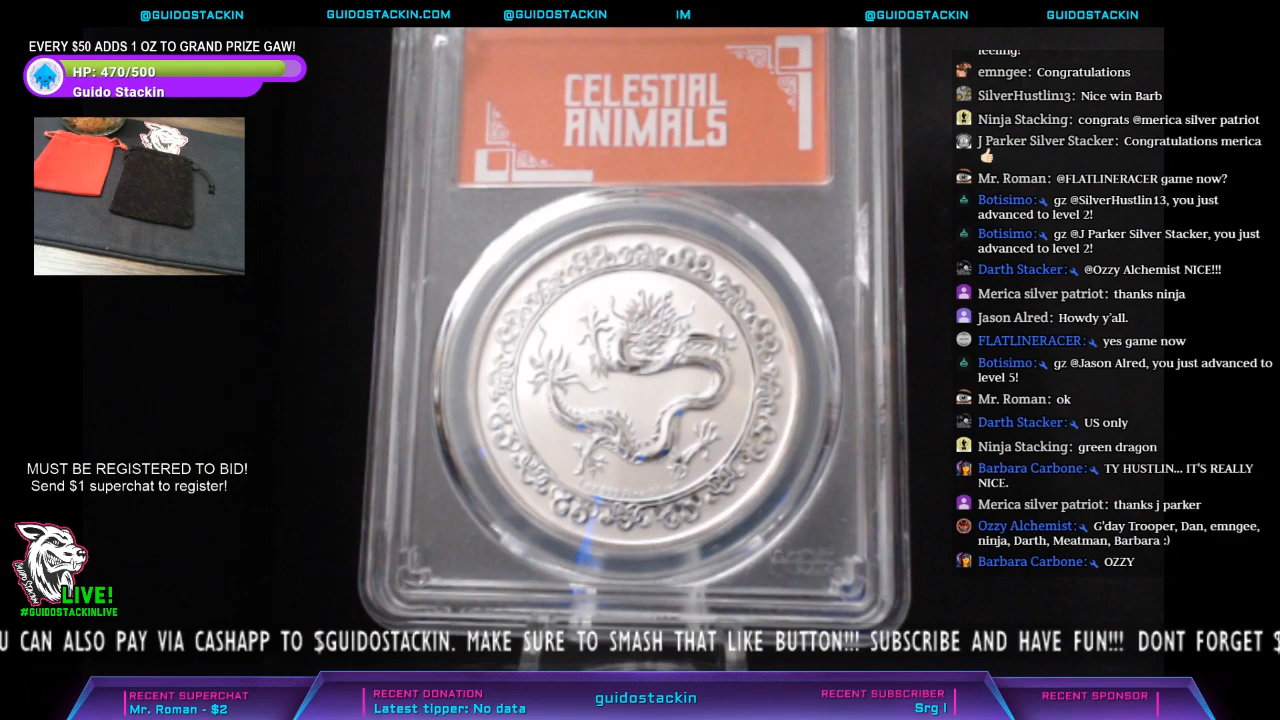 @GUIDOSTACKIN
GUIDOSTACKIN.COM
@GUIDOSTACKIN
IM
@GUIDOSTACKIN
GUIDOSTACKIN
EVERY $50 ADDS 1 OZ TO GRAND PRIZE GAW!
HP: 470/500
Guido Stackin
CELESTIAL
ANIMALS
feeling!
emngee: Congratulations
SilverHustlin13: Nice win Barb
Ninja Stacking: congrats @merica silver patriot
J Parker Silver Stacker: Congratulations merica
👍🏻
Mr. Roman: @FLATLINERACER game now?
Botisimo: gz @SilverHustlin13, you just
advanced to level 2!
Botisimo: gz @J Parker Silver Stacker, you just
advanced to level 2!
Darth Stacker: @Ozzy Alchemist NICE!!!
Merica silver patriot: thanks ninja
Jason Alred: Howdy y'all.
FLATLINERACER: yes game now
Botisimo: gz @Jason Alred, you just advanced to
level 5!
Mr. Roman: ok
Darth Stacker: US only
Ninja Stacking: green dragon
Barbara Carbone: TY HUSTLIN... IT'S REALLY
NICE.
Merica silver patriot: thanks j parker
Ozzy Alchemist: G'day Trooper, Dan, emngee,
ninja, Darth, Meatman, Barbara :)
Barbara Carbone: OZZY
MUST BE REGISTERED TO BID!
Send $1 superchat to register!
GUIDO STACKIN
LIVE!
#GUIDOSTACKINLIVE
U CAN ALSO PAY VIA CASHAPP TO $GUIDOSTACKIN. MAKE SURE TO SMASH THAT LIKE BUTTON!!! SUBSCRIBE AND HAVE FUN!!! DONT FORGET $
RECENT SUPERCHAT
Mr. Roman - $2
RECENT DONATION
Latest tipper: No data
guidostackin
RECENT SUBSCRIBER
Srg I
RECENT SPONSOR